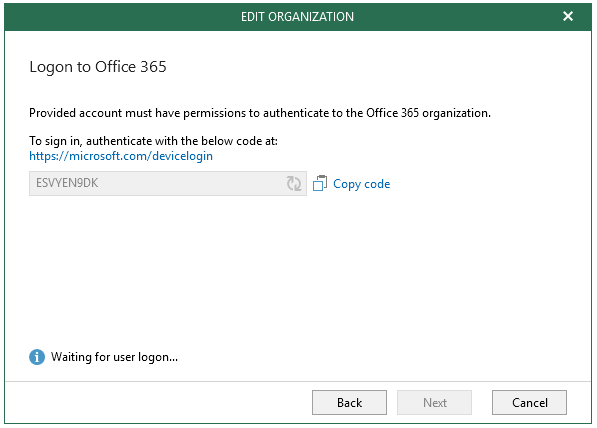 EDIT ORGANIZATION
Logon to Office 365
Provided account must have permissions to authenticate to the Office 365 organization.
To sign in, authenticate with the below code at:
https://microsoft.com/devicelogin
ESVYEN9DK
Copy code
Waiting for user logon...
Back
Next
Cancel